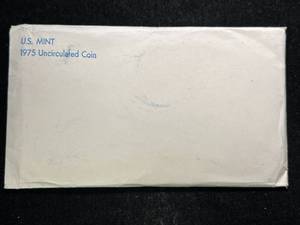 U.S. MINT
1975 Uncirculated Coin